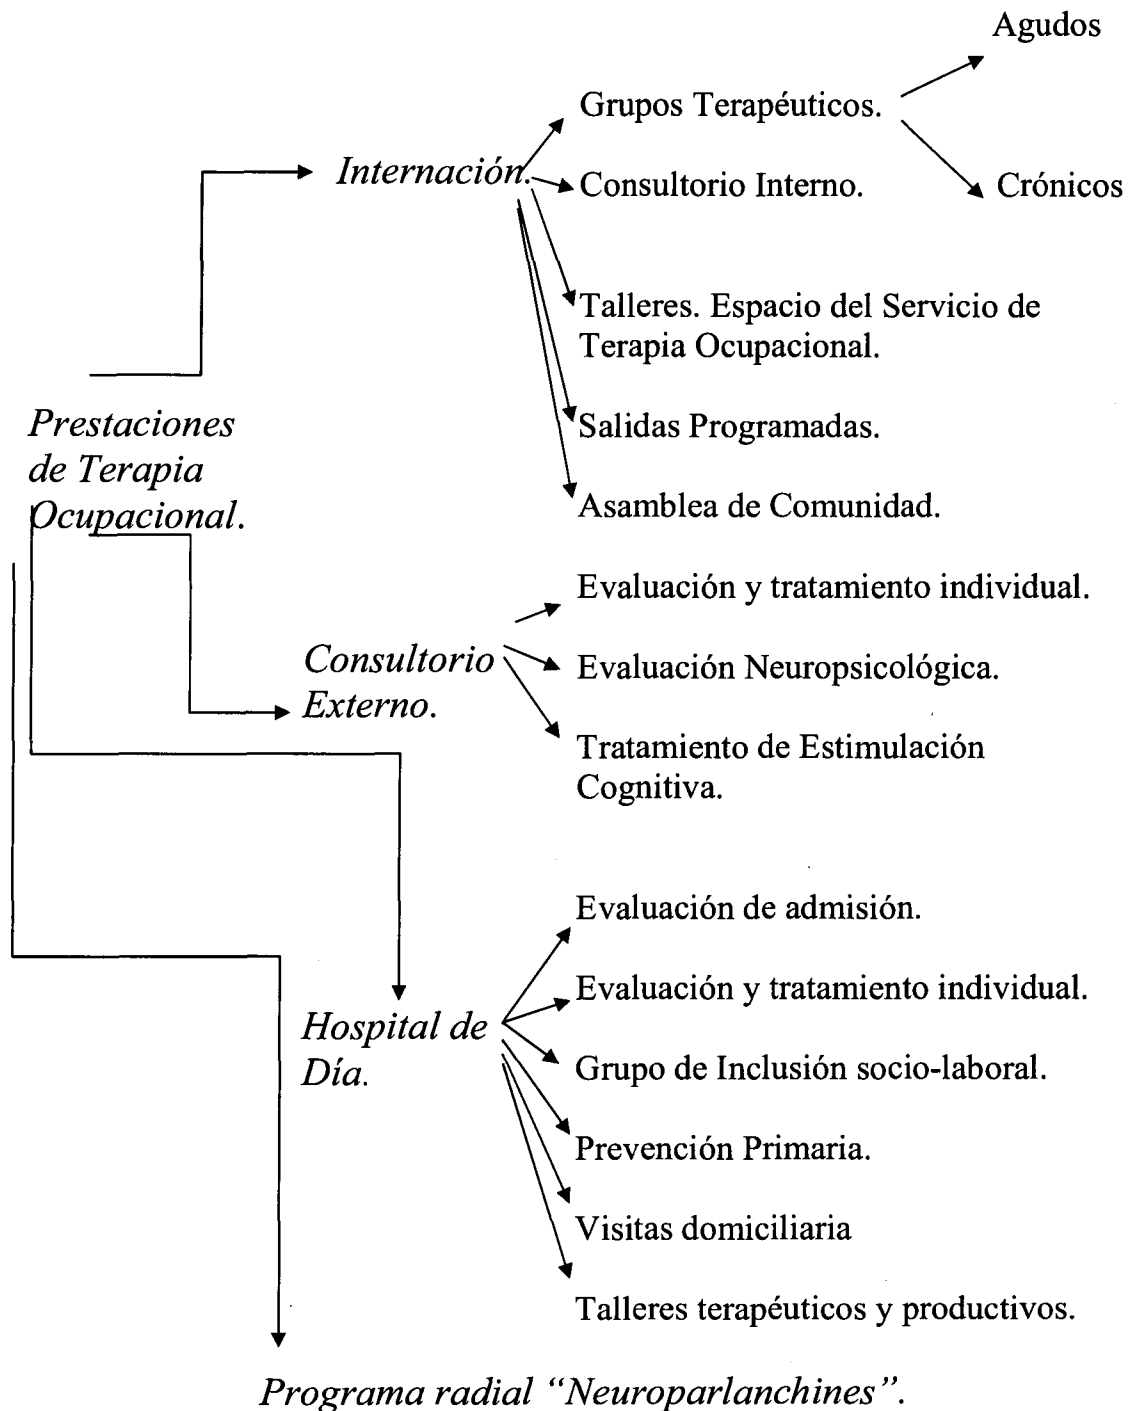 Agudos
Grupos Terapéuticos.
Internación.
Consultorio Interno.
Crónicos
Talleres. Espacio del Servicio de
Terapia Ocupacional.
Prestaciones
de Terapia
Ocupacional.
Salidas Programadas.
Asamblea de Comunidad.
Evaluación y tratamiento individual.
Consultorio
Externo.
Evaluación Neuropsicológica.
Tratamiento de Estimulación
Cognitiva.
Evaluación de admisión.
Evaluación y tratamiento individual.
Hospital de
Día.
Grupo de Inclusión socio-laboral.
Prevención Primaria.
Visitas domiciliaria
Talleres terapéuticos y productivos.
Programa radial “Neuroparlanchines”.